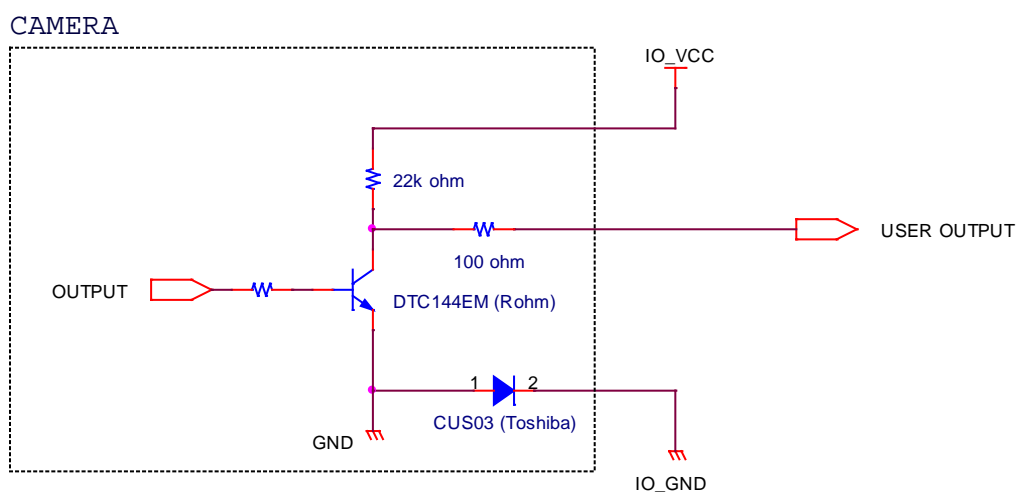 CAMERA
IO_VCC
22k ohm
USER OUTPUT
100 ohm
OUTPUT
DTC144EM (Rohm)
1 2
CUS03 (Toshiba)
GND
IO_GND